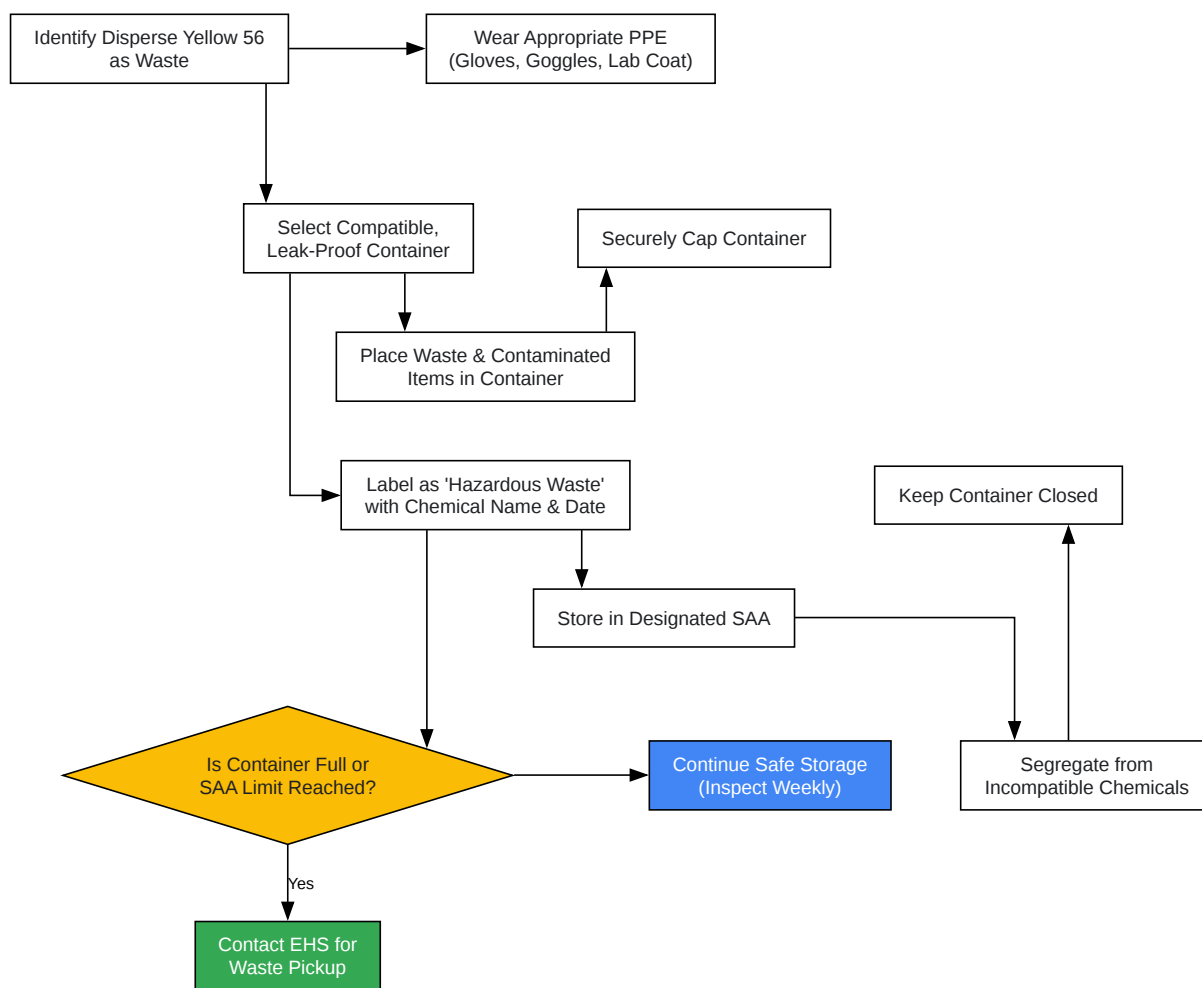 Identify Disperse Yellow 56
as Waste
Wear Appropriate PPE
(Gloves, Goggles, Lab Coat)
Select Compatible,
Leak-Proof Container
Securely Cap Container
Place Waste & Contaminated
Items in Container
Label as 'Hazardous Waste'
with Chemical Name & Date
Keep Container Closed
Store in Designated SAA
Is Container Full or
SAA Limit Reached?
Continue Safe Storage
(Inspect Weekly)
Segregate from
Incompatible Chemicals
Yes
Contact EHS for
Waste Pickup